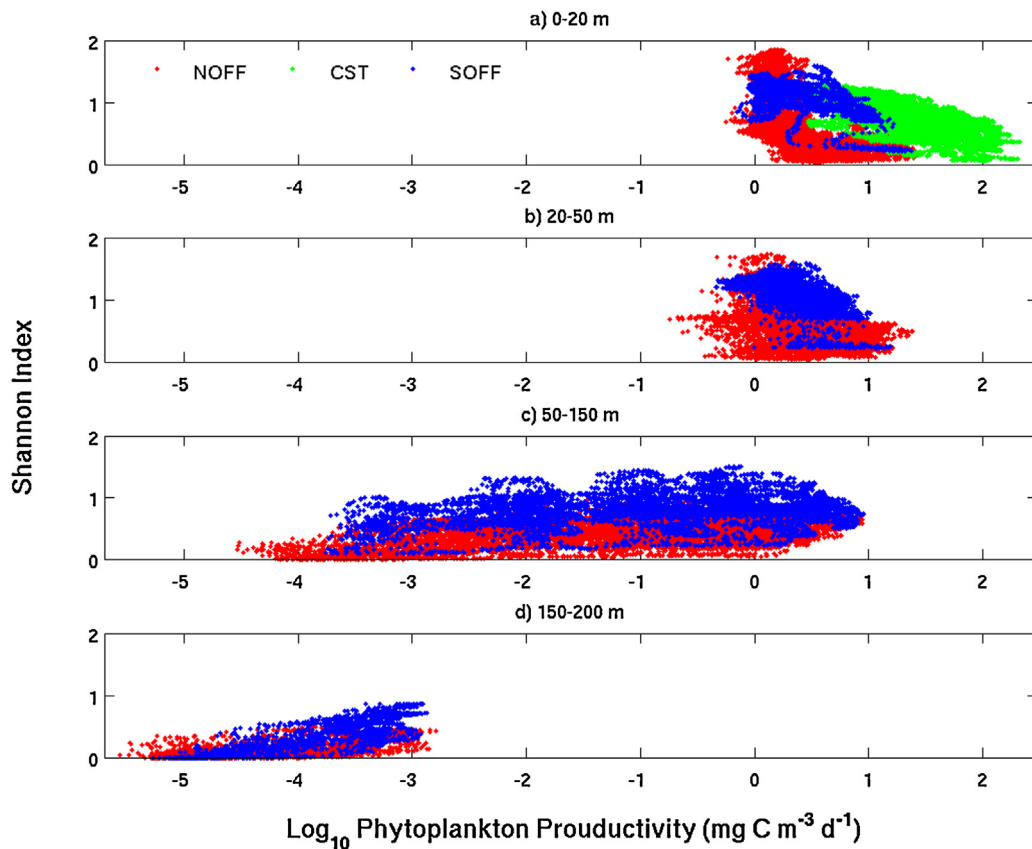 a) 0-20 m
2
NOFF CST SOFF
1
0
-5 -4 -3 -2 -1 0 1 2
b) 20-50 m
2
1
0
-5 -4 -3 -2 -1 0 1 2
Shannon Index
c) 50-150 m
2
1
0
-5 -4 -3 -2 -1 0 1 2
d) 150-200 m
2
1
0
-5 -4 -3 -2 -1 0 1 2
Log10 Phytoplankton Prouductivity (mg C m-3 d-1)